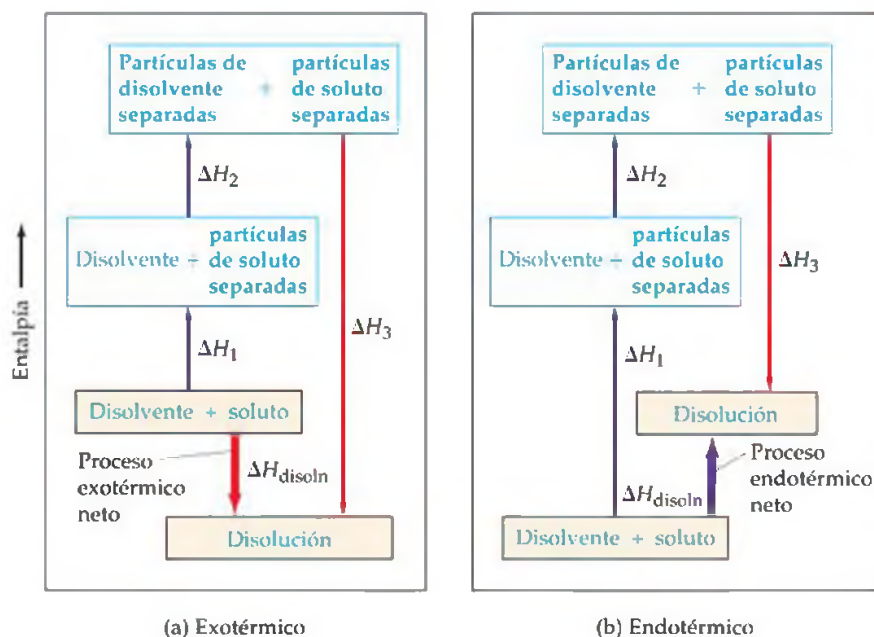 Entalpía
Partículas de
disolvente
separadas
+
partículas
de soluto
separadas
ΔH2
Disolvente +
partículas
de soluto
separadas
ΔH3
ΔH1
Disolvente + soluto
Proceso
exotérmico
neto
ΔHdisoln
Disolución
(a) Exotérmico
Partículas de
disolvente
separadas
+
partículas
de soluto
separadas
ΔH2
Disolvente +
partículas
de soluto
separadas
ΔH3
ΔH1
Disolución
Proceso
endotérmico
neto
ΔHdisoln
Disolvente + soluto
(b) Endotérmico